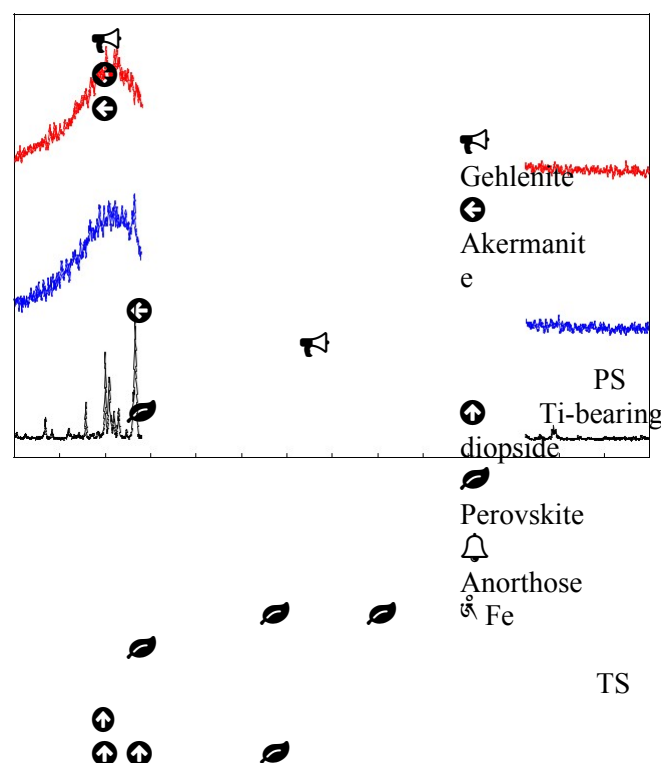 Gehlenite
Akermanit
e
PS
Ti-bearing
diopside
Perovskite
Anorthose
Fe
TS